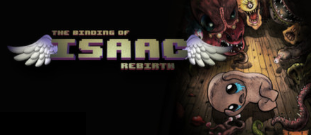 THE BINDING OF
ISAAC
REBIRTH